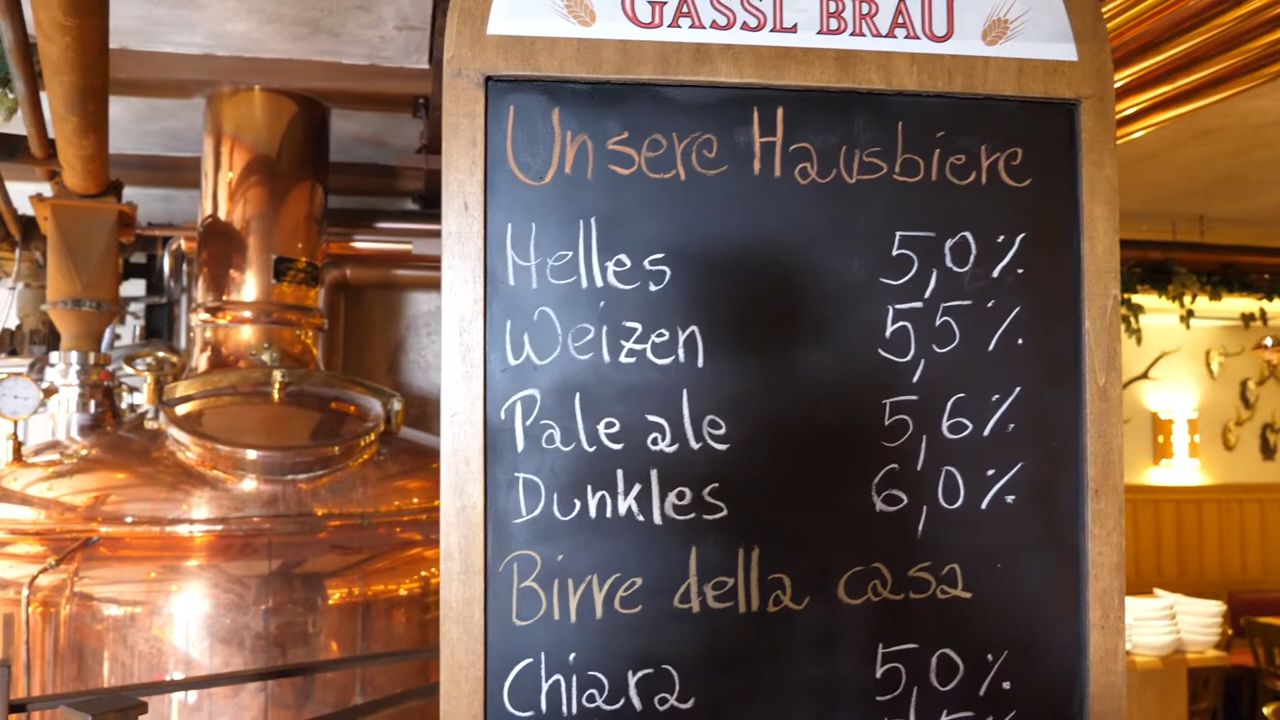 GASSL BRÄU
Unsere Hausbiere
Helles 5,0%
Weizen 5,5%
Pale ale 5,6%
Dunkles 6,0%
Birre della casa
Chiara 5,0%